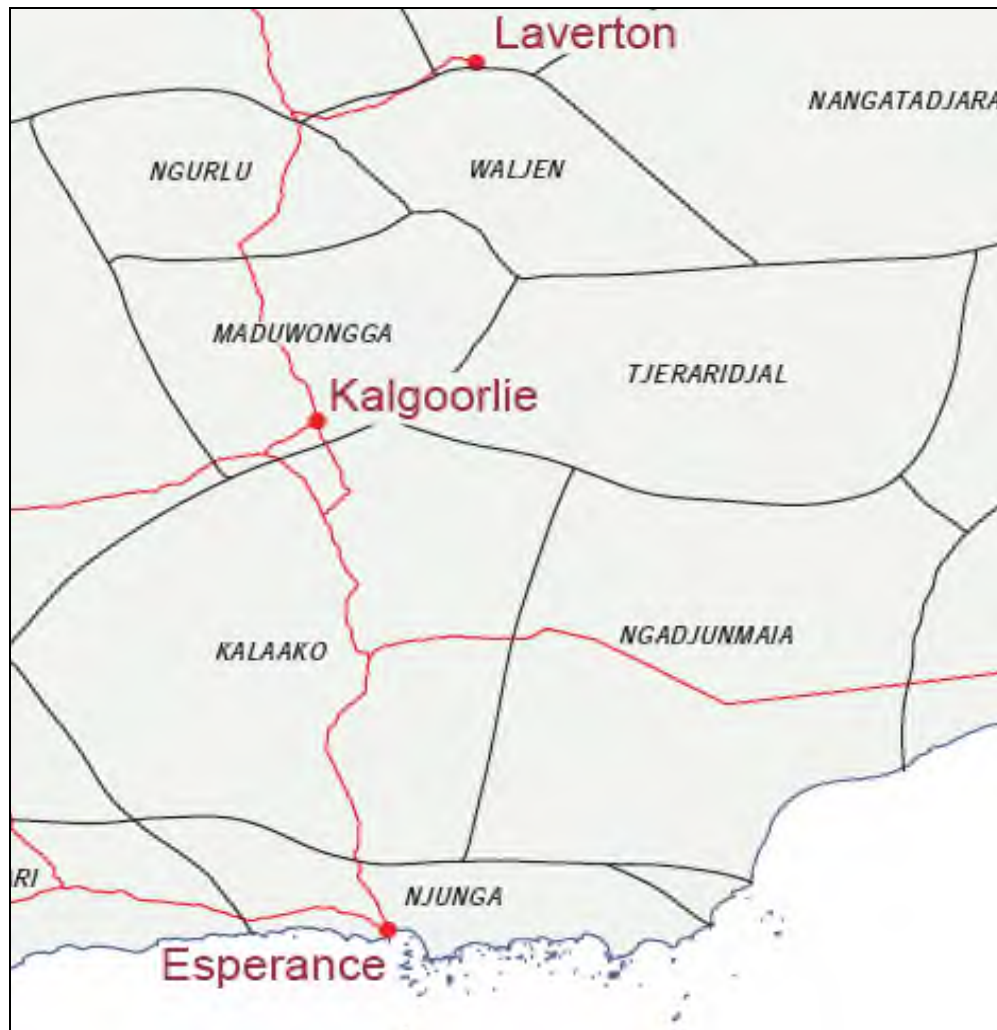 Laverton
NANGATADJARA
NGURLU
WALJEN
MADUWONGGA
TJERARIDJAL
Kalgoorlie
KALAAKO
NGADJUNMAIA
RI
NJUNGA
Esperance